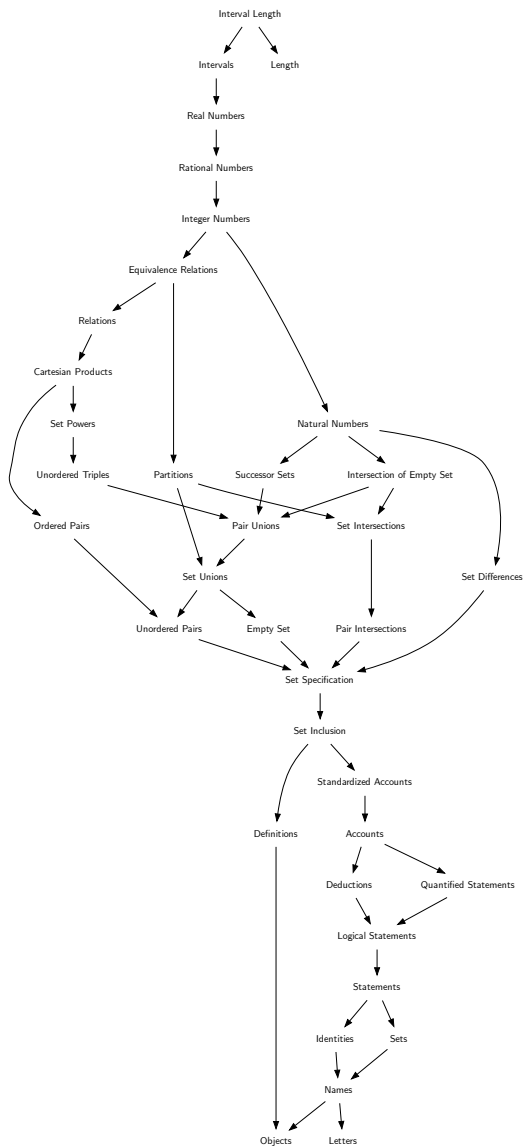 Interval Length
Intervals
Length
Real Numbers
Rational Numbers
Integer Numbers
Equivalence Relations
Relations
Cartesian Products
Set Powers
Natural Numbers
Unordered Triples
Partitions
Successor Sets
Intersection of Empty Set
Ordered Pairs
Pair Unions
Set Intersections
Set Unions
Set Differences
Unordered Pairs
Empty Set
Pair Intersections
Set Specification
Set Inclusion
Standardized Accounts
Definitions
Accounts
Deductions
Quantified Statements
Logical Statements
Statements
Identities
Sets
Names
Objects
Letters